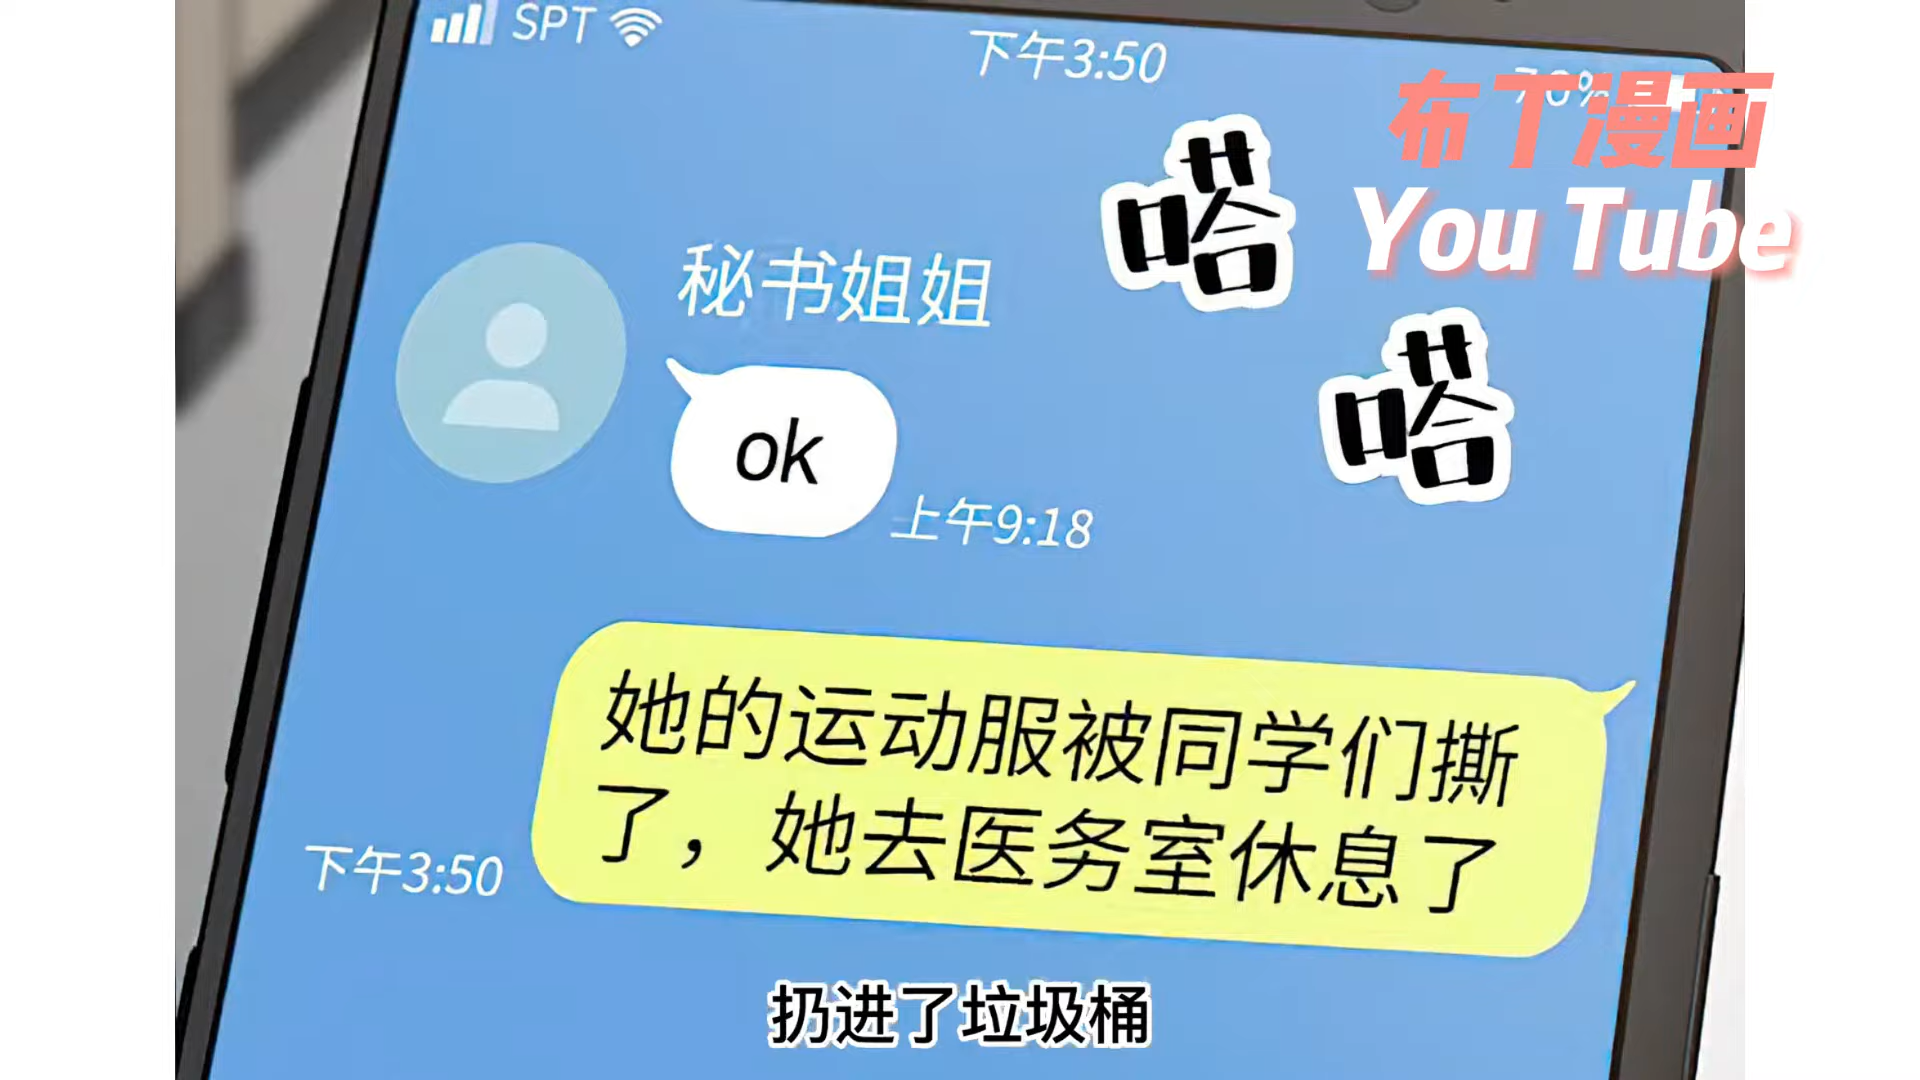 SPT
下午3:50
布丁漫画
You Tube
嗒
嗒
秘书姐姐
ok
上午9:18
她的运动服被同学们撕
了，她去医务室休息了
下午3:50
扔进了垃圾桶